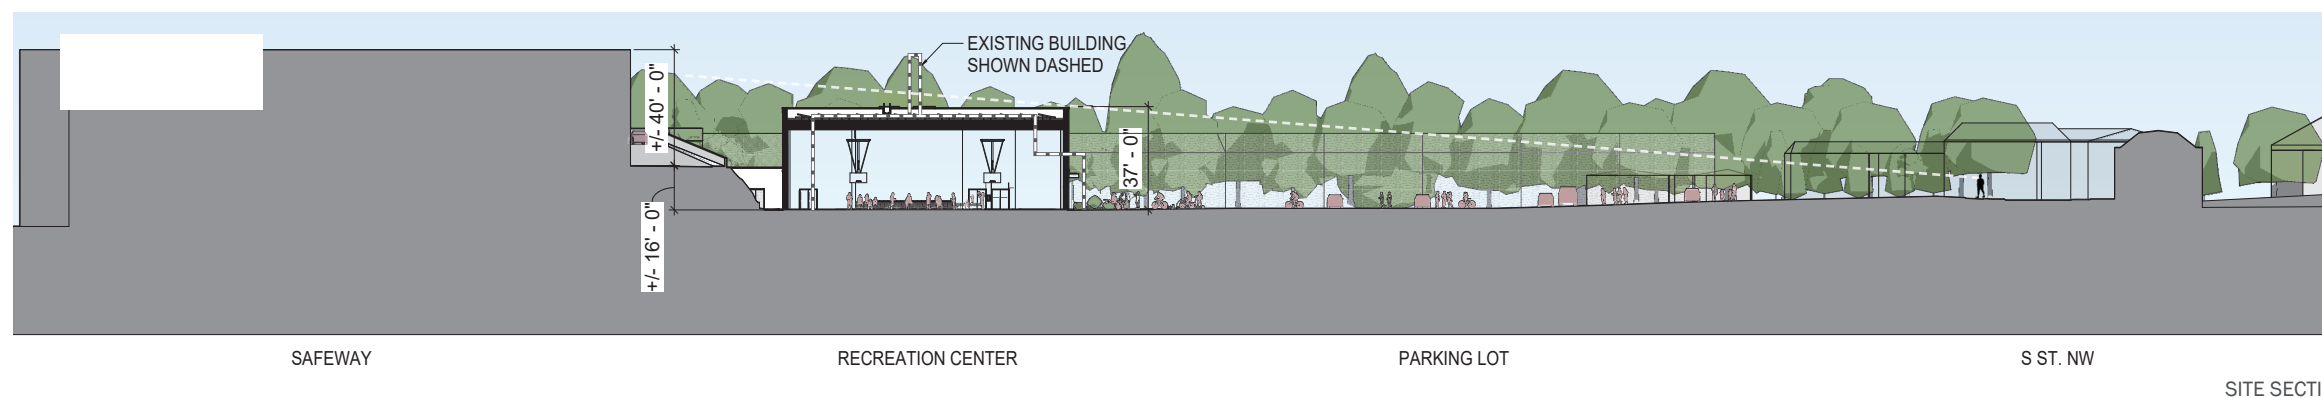 EXISTING BUILDING
SHOWN DASHED
+/- 40' - 0"
37' - 0"
+/- 16' - 0"
SAFEWAY
RECREATION CENTER
PARKING LOT
S ST. NW
SITE SECTI